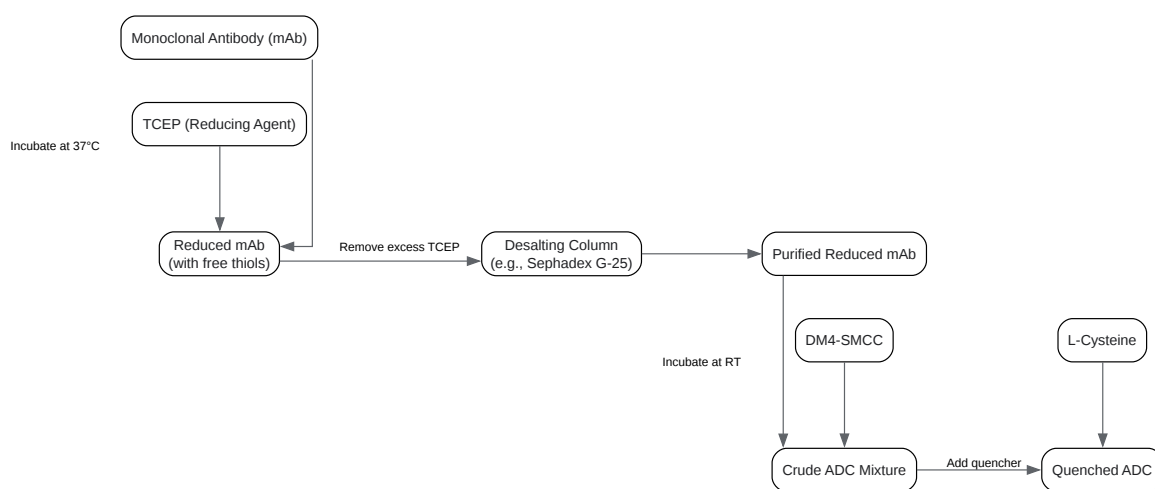 Monoclonal Antibody (mAb)
TCEP (Reducing Agent)
Incubate at 37°C
Reduced mAb
(with free thiols)
Remove excess TCEP
Desalting Column
(e.g., Sephadex G-25)
Purified Reduced mAb
DM4-SMCC
L-Cysteine
Incubate at RT
Crude ADC Mixture
Add quencher
Quenched ADC